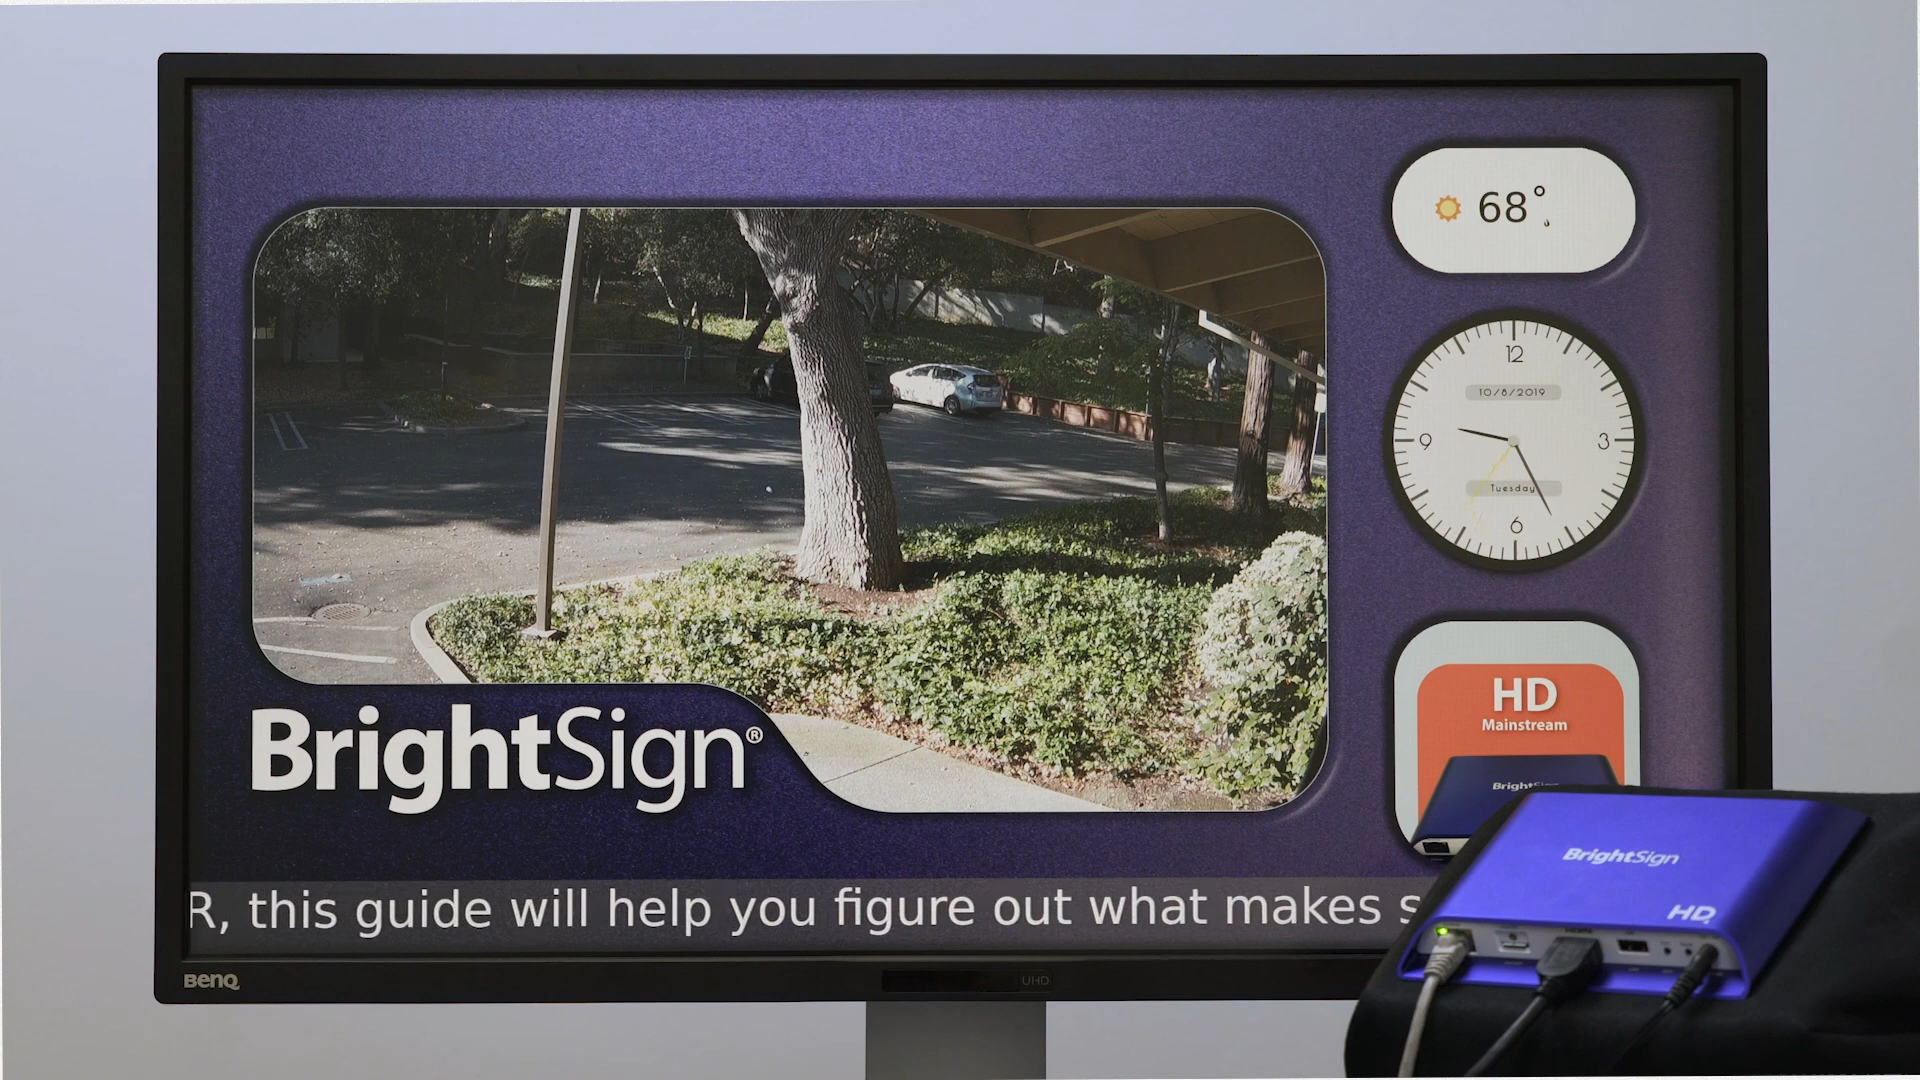 68°
12
10/8/2019
9
3
Tuesday
6
HD
Mainstream
BrightSign
BrightSign®
R, this guide will help you figure out what makes s
BrightSign
HD
BenQ
UHD